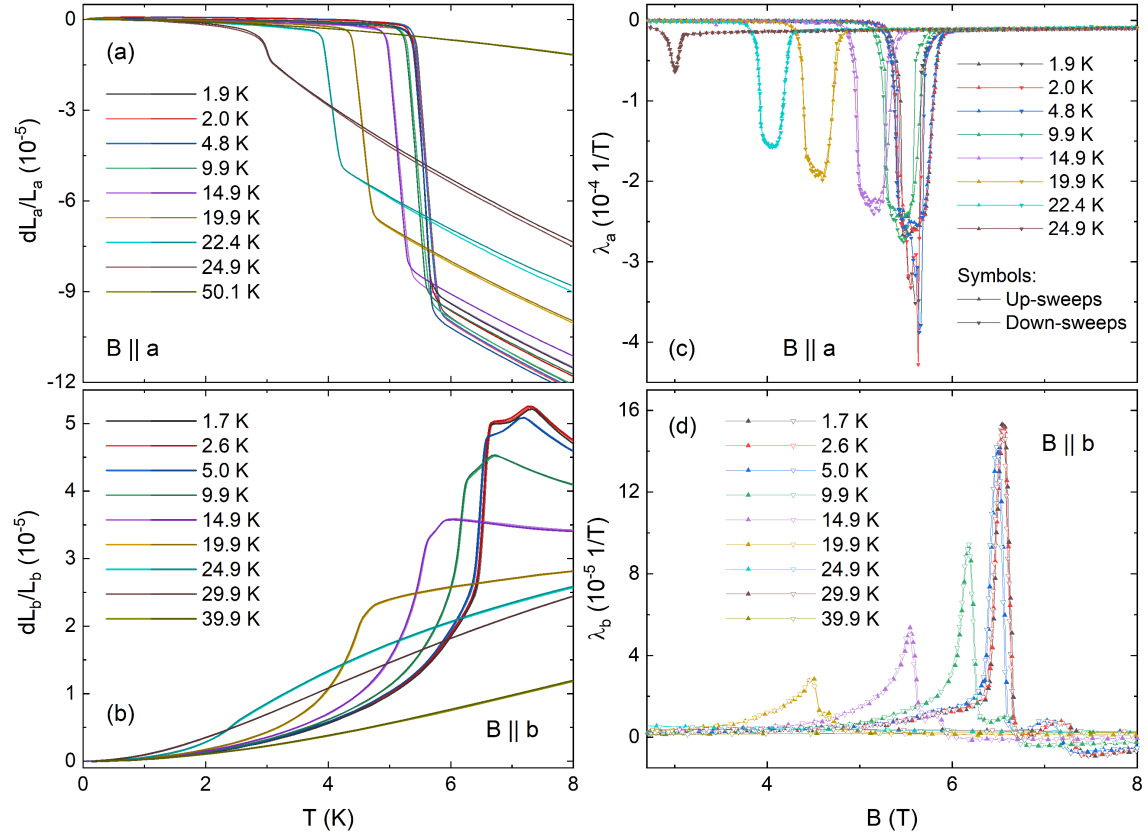 (a)
1.9 K
2.0 K
4.8 K
9.9 K
14.9 K
19.9 K
22.4 K
24.9 K
50.1 K
B || a
dLa/La (10-5)
0
-3
-6
-9
-12
(c)
1.9 K
2.0 K
4.8 K
9.9 K
14.9 K
19.9 K
22.4 K
24.9 K
Symbols:
Up-sweeps
Down-sweeps
B || a
λa (10-4 1/T)
0
-1
-2
-3
-4
(b)
1.7 K
2.6 K
5.0 K
9.9 K
14.9 K
19.9 K
24.9 K
29.9 K
39.9 K
B || b
dLb/Lb (10-5)
5
4
3
2
1
0
0 2 4 6 8
T (K)
(d)
1.7 K
2.6 K
5.0 K
9.9 K
14.9 K
19.9 K
24.9 K
29.9 K
39.9 K
B || b
λb (10-5 1/T)
16
12
8
4
0
4 6 8
B (T)